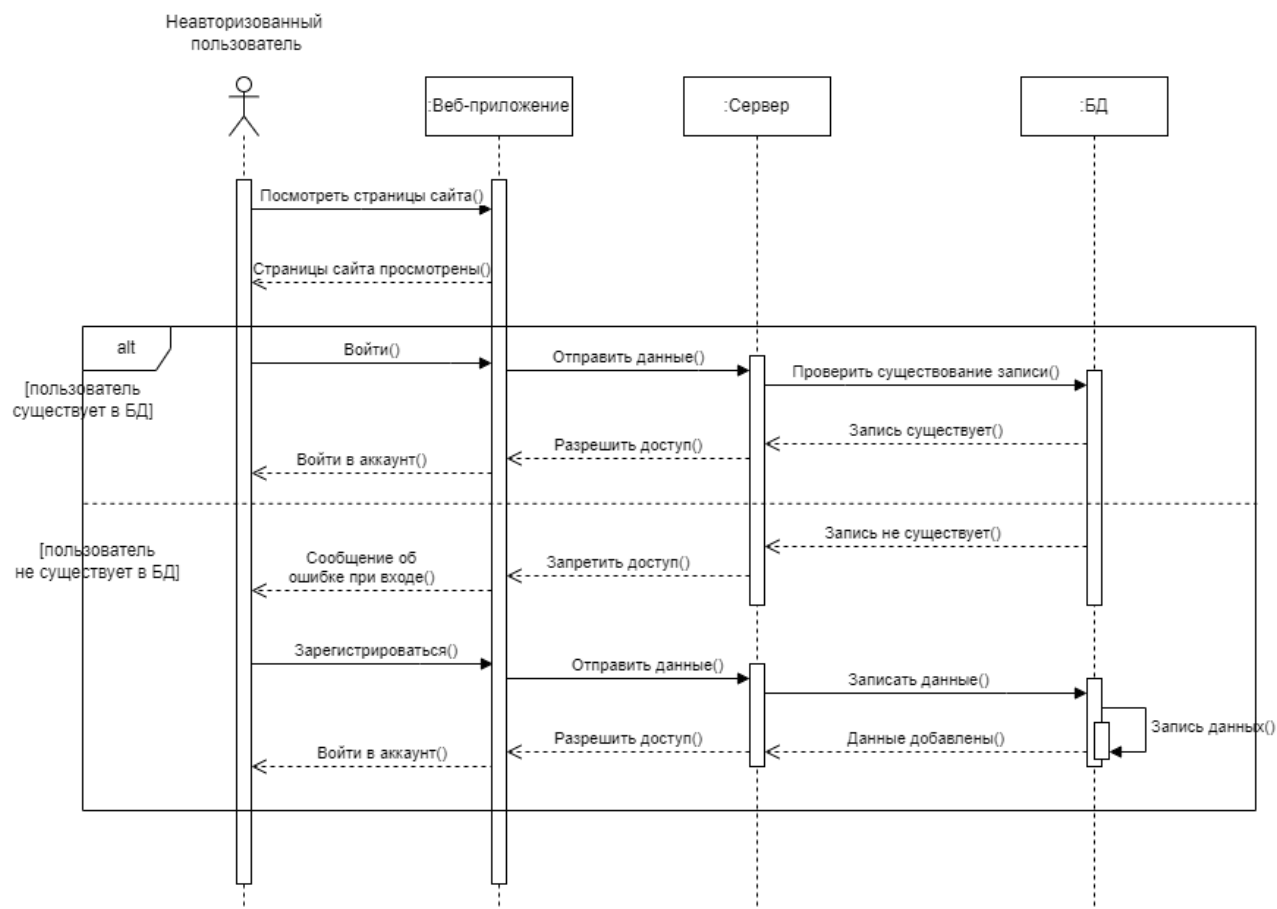 Неавторизованный
пользователь
:Веб-приложение
:Сервер
:БД
Посмотреть страницы сайта()
Страницы сайта просмотрены()
alt
[пользователь
существует в БД]
Войти()
Отправить данные()
Проверить существование записи()
Запись существует()
Разрешить доступ()
Войти в аккаунт()
[пользователь
не существует в БД]
Запись не существует()
Запретить доступ()
Сообщение об
ошибке при входе()
Зарегистрироваться()
Отправить данные()
Записать данные()
Запись данных()
Данные добавлены()
Разрешить доступ()
Войти в аккаунт()